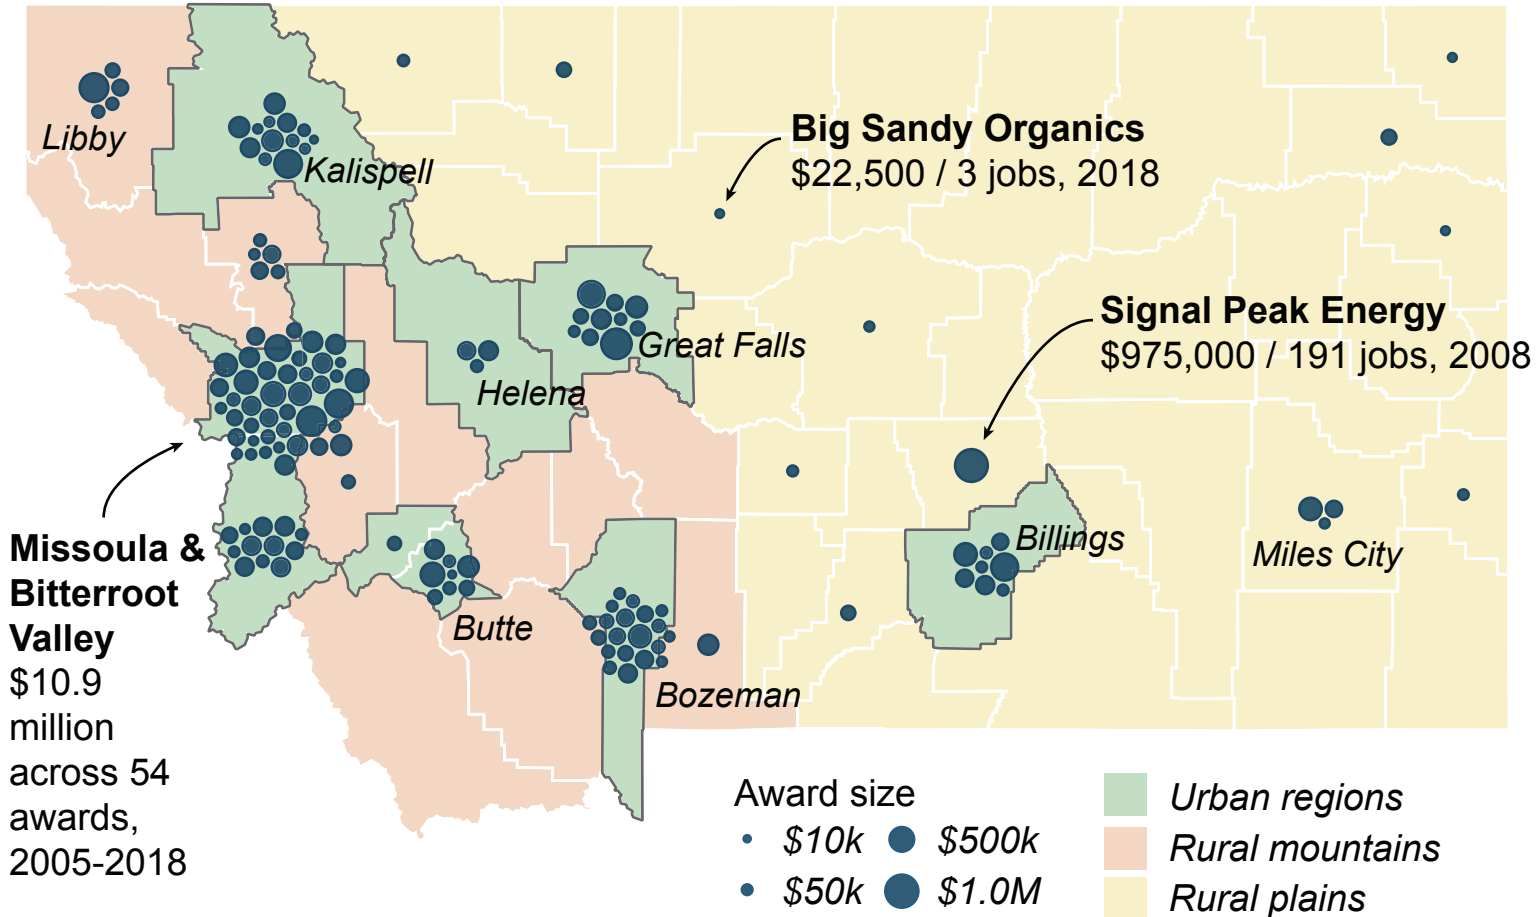 Libby
Kalispell
Big Sandy Organics
$22,500 / 3 jobs, 2018
Signal Peak Energy
$975,000 / 191 jobs, 2008
Great Falls
Helena
Missoula &
Bitterroot
Valley
$10.9
million
across 54
awards,
2005-2018
Billings
Miles City
Butte
Bozeman
Award size
$10k
$500k
$50k
$1.0M
Urban regions
Rural mountains
Rural plains